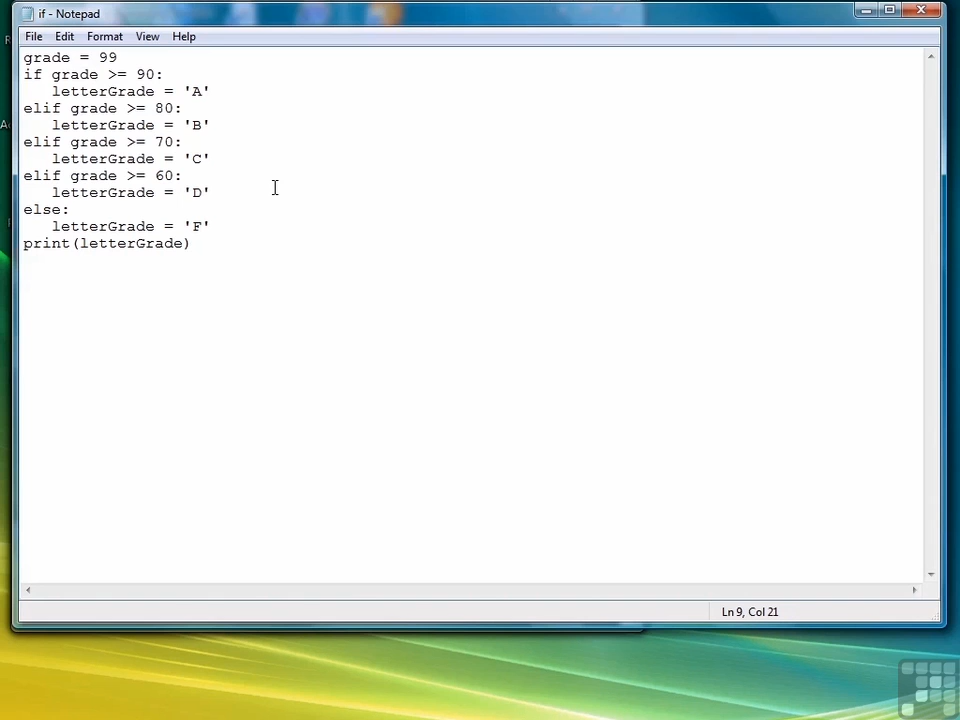 if - Notepad
File Edit Format View Help
grade = 99
if grade >= 90:
   letterGrade = 'A'
elif grade >= 80:
   letterGrade = 'B'
elif grade >= 70:
   letterGrade = 'C'
elif grade >= 60:
   letterGrade = 'D'
else:
   letterGrade = 'F'
print(letterGrade)
Ln 9, Col 21